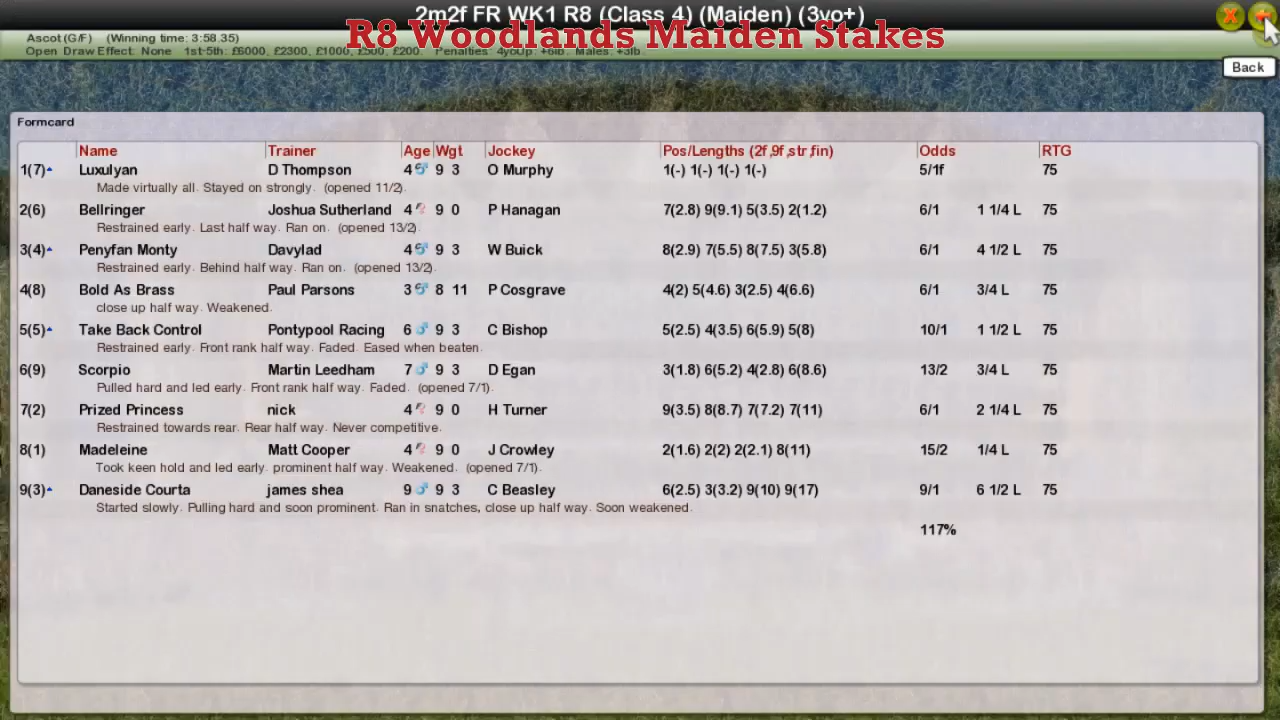 2m2f FR WK1 R8 (Class 4) (Maiden) (3yo+)
R8 Woodlands Maiden Stakes
Ascot(G/F) (Winning time: 3:58.35)
Open Draw Effect: None 1st-5th: £6000, £2300, £1000, £500, £200. Penalties: 4yoUp: +6lb. Males: +3lb.
Back
Formcard
Name Trainer Age Wgt Jockey Pos/Lengths (2f,9f,str,fin) Odds RTG
1(7) Luxulyan D Thompson 4 9 3 O Murphy 1(-) 1(-) 1(-) 1(-) 5/1f 75
Made virtually all. Stayed on strongly. (opened 11/2).
2(6) Bellringer Joshua Sutherland 4 9 0 P Hanagan 7(2.8) 9(9.1) 5(3.5) 2(1.2) 6/1 1 1/4 L 75
Restrained early. Last half way. Ran on. (opened 13/2).
3(4) Penyfan Monty Davylad 4 9 3 W Buick 8(2.9) 7(5.5) 8(7.5) 3(5.8) 6/1 4 1/2 L 75
Restrained early. Behind half way. Ran on. (opened 13/2).
4(8) Bold As Brass Paul Parsons 3 8 11 P Cosgrave 4(2) 5(4.6) 3(2.5) 4(6.6) 6/1 3/4 L 75
close up half way. Weakened.
5(5) Take Back Control Pontypool Racing 6 9 3 C Bishop 5(2.5) 4(3.5) 6(5.9) 5(8) 10/1 1 1/2 L 75
Restrained early. Front rank half way. Faded. Eased when beaten.
6(9) Scorpio Martin Leedham 7 9 3 D Egan 3(1.8) 6(5.2) 4(2.8) 6(8.6) 13/2 3/4 L 75
Pulled hard and led early. Front rank half way. Faded. (opened 7/1).
7(2) Prized Princess nick 4 9 0 H Turner 9(3.5) 8(8.7) 7(7.2) 7(11) 6/1 2 1/4 L 75
Restrained towards rear. Rear half way. Never competitive.
8(1) Madeleine Matt Cooper 4 9 0 J Crowley 2(1.6) 2(2) 2(2.1) 8(11) 15/2 1/4 L 75
Took keen hold and led early. prominent half way. Weakened. (opened 7/1).
9(3) Daneside Courta james shea 9 9 3 C Beasley 6(2.5) 3(3.2) 9(10) 9(17) 9/1 6 1/2 L 75
Started slowly. Pulling hard and soon prominent. Ran in snatches, close up half way. Soon weakened.
117%